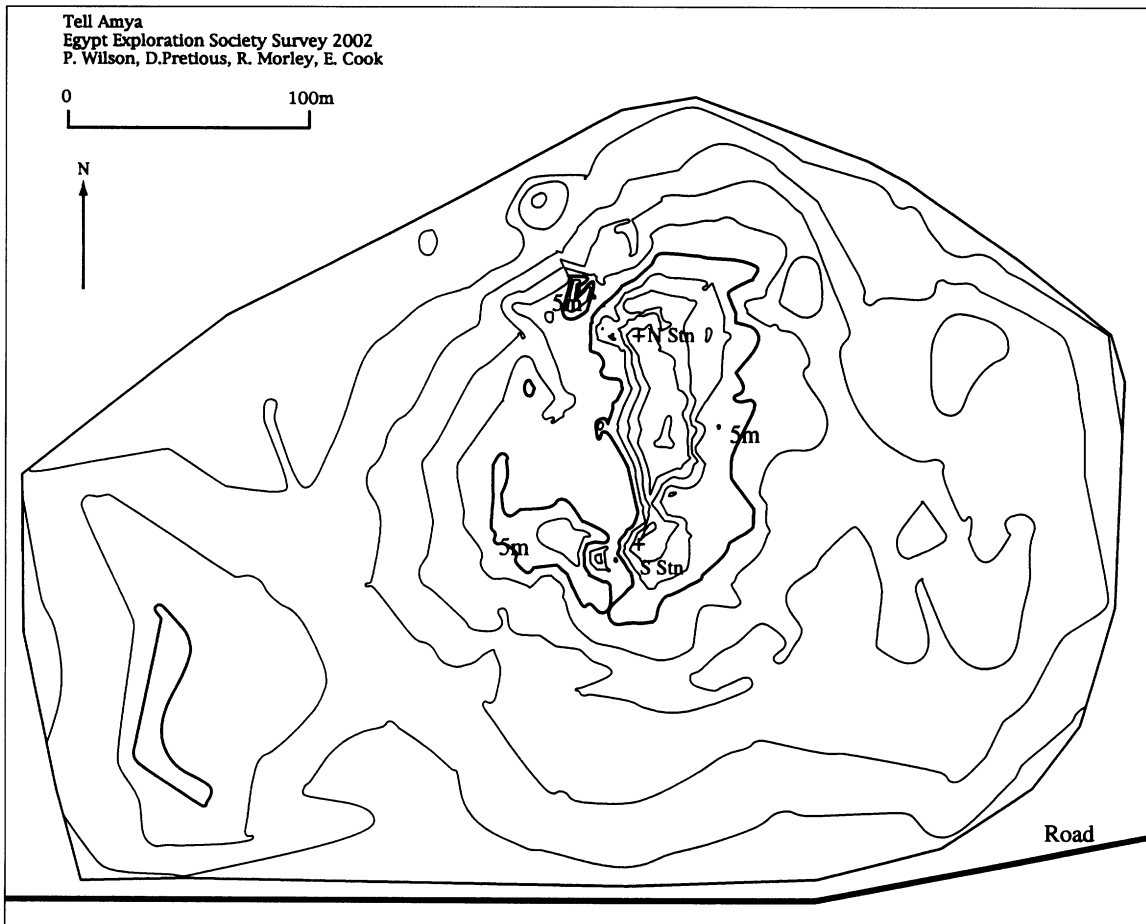 Tell Amya
Egypt Exploration Society Survey 2002
P. Wilson, D.Pretious, R. Morley, E. Cook
0 100m
N
5m
N Stn
5m
5m
S Stn
Road